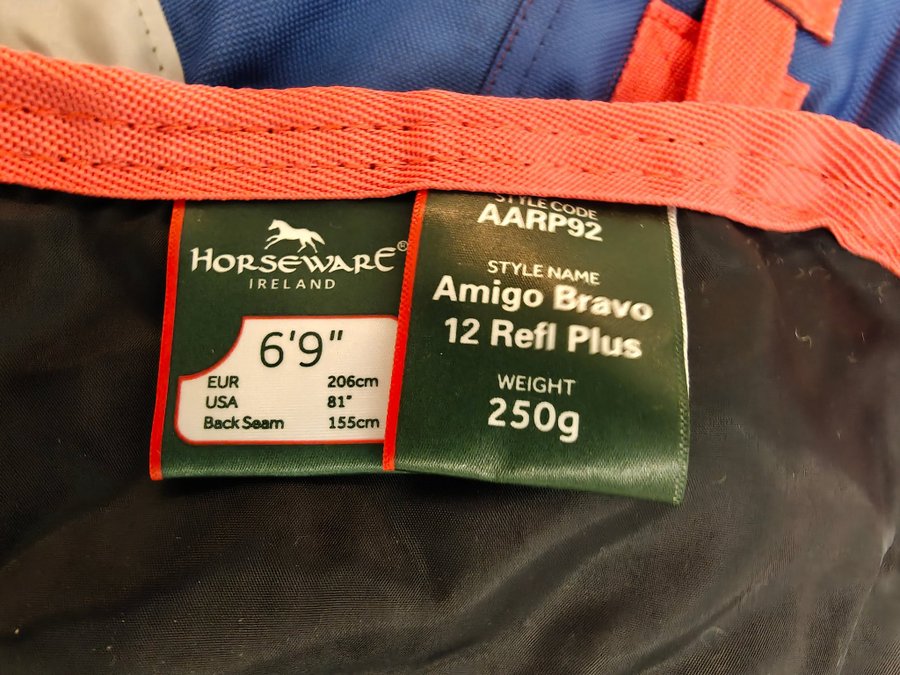 HORSEWARE®
IRELAND
6'9"
EUR 206cm
USA 81"
Back Seam 155cm
STYLE CODE
AARP92
STYLE NAME
Amigo Bravo
12 Refl Plus
WEIGHT
250g